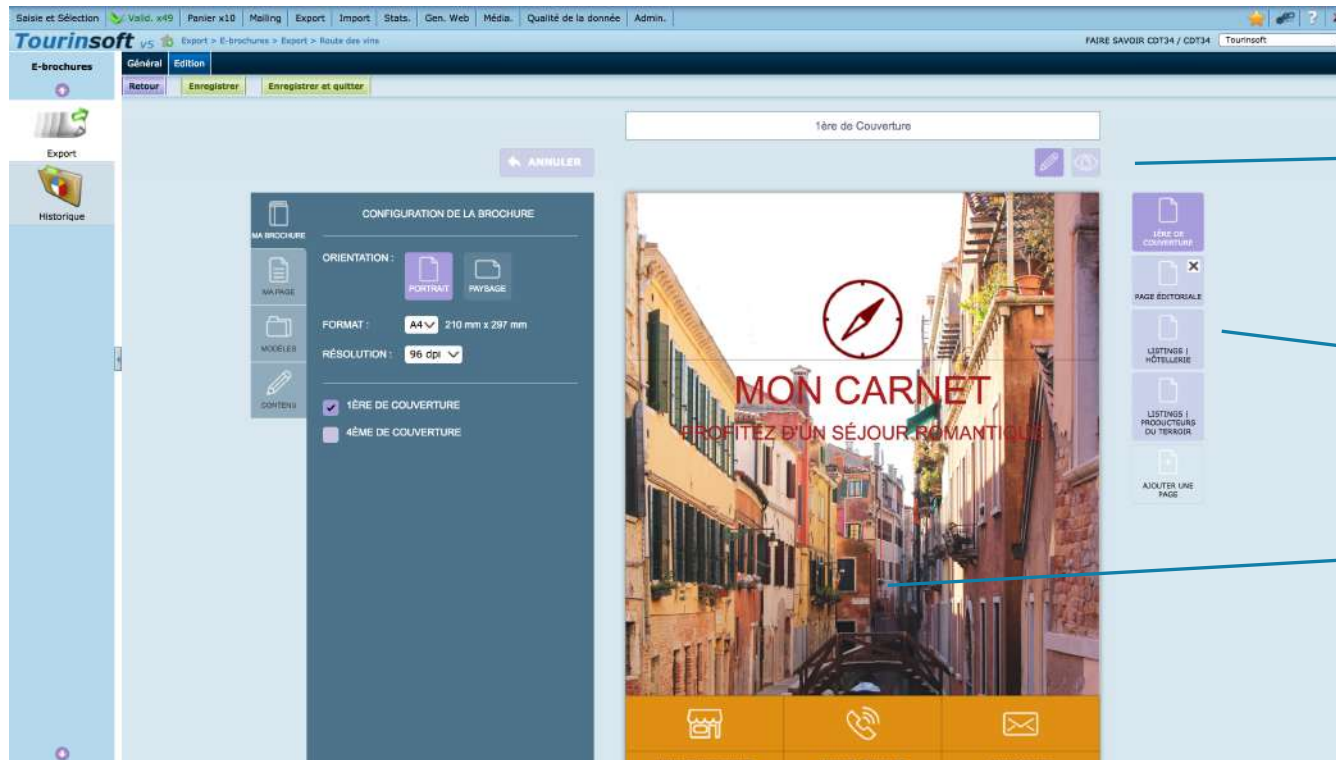 Saisie et Sélection Valid. x49 Panier x10 Mailing Export Import Stats. Gen. Web Média. Qualité de la donnée Admin. ?
Tourinsoft v5 Export > E-brochures > Export > Route des vins FAIRE SAVOIR CDT34 / CDT34 Tourinsoft
E-brochures
Général Edition
Retour Enregistrer Enregistrer et quitter
Export
Historique
1ère de Couverture
ANNULER
MA BROCHURE
MA PAGE
MODÈLES
CONTENU
CONFIGURATION DE LA BROCHURE
ORIENTATION :
PORTRAIT PAYSAGE
FORMAT : A4 210 mm x 297 mm
RÉSOLUTION : 96 dpi
1ÈRE DE COUVERTURE
4ÈME DE COUVERTURE
MON CARNET
PROFITEZ D'UN SÉJOUR ROMANTIQUE
1ÈRE DE
COUVERTURE
PAGE ÉDITORIALE
LISTINGS |
HÔTELLERIE
LISTINGS |
PRODUCTEURS
DU TERROIR
AJOUTER UNE
PAGE